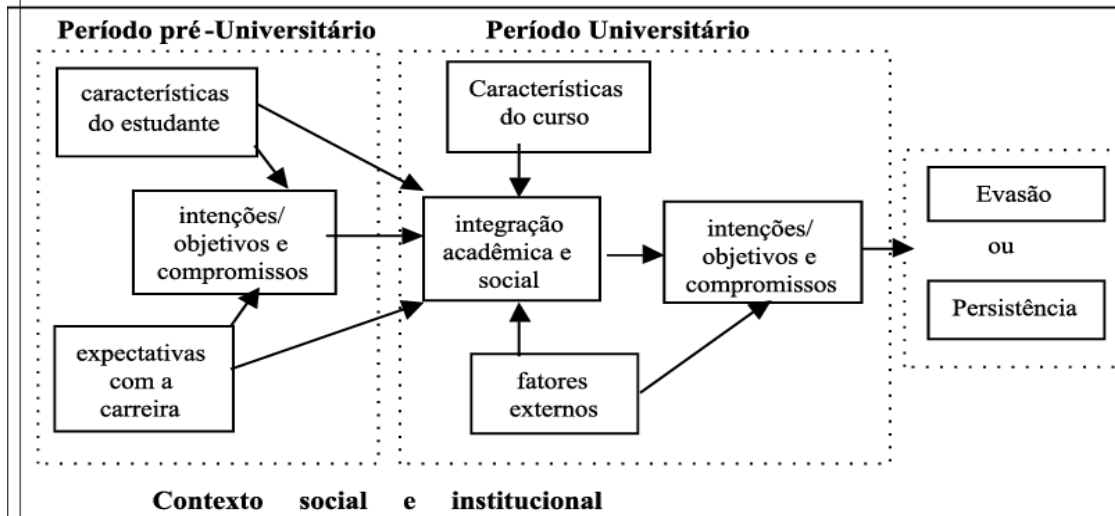 Período pré-Universitário
Período Universitário
características
do estudante
Características
do curso
intenções/
objetivos e
compromissos
integração
acadêmica e
social
intenções/
objetivos e
compromissos
Evasão
ou
Persistência
expectativas
com a
carreira
fatores
externos
Contexto social e institucional